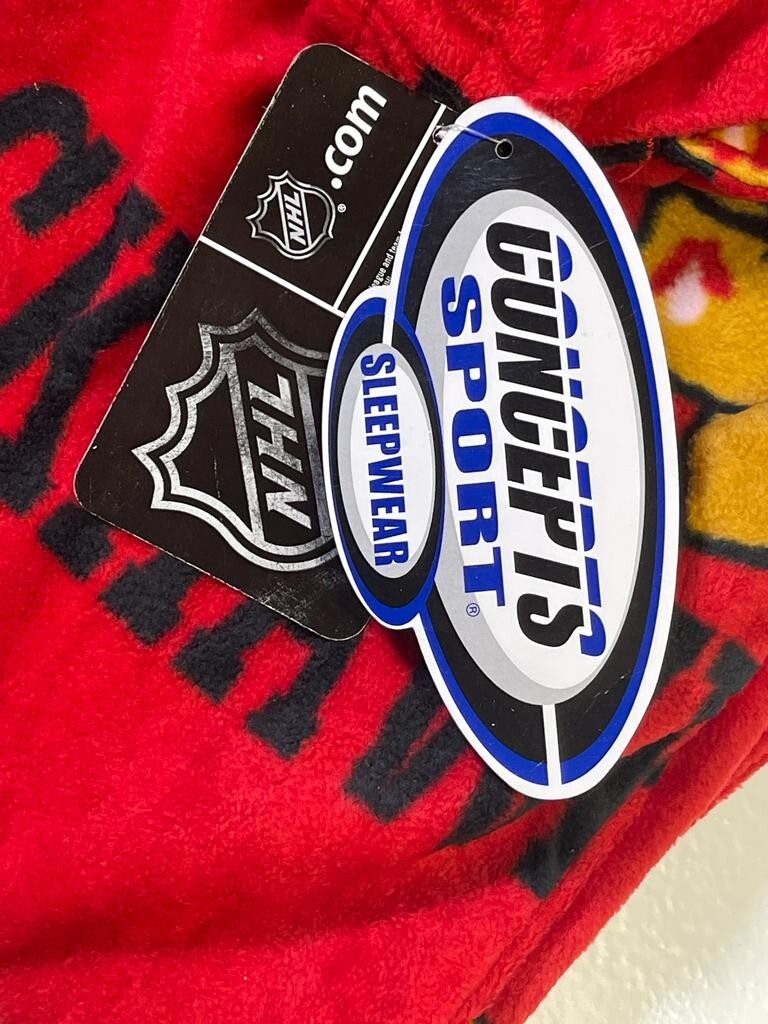 NHL
.com
®
NHL
CONCEPTS
SPORT®
SLEEPWEAR